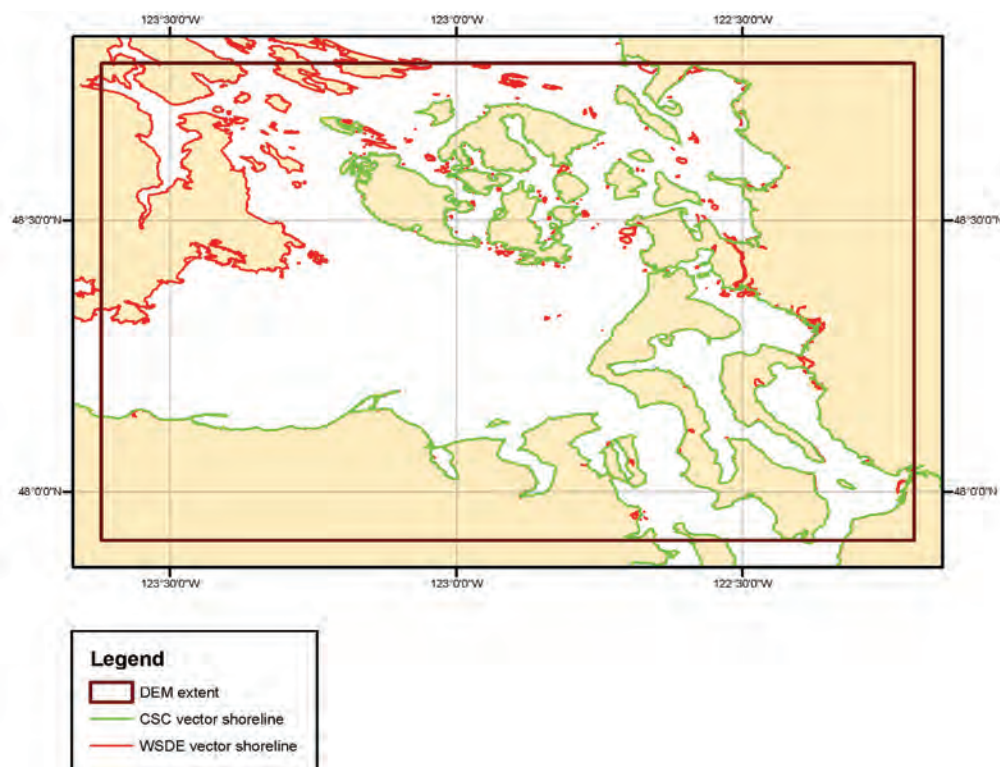 123°30'0"W 123°0'0"W 122°30'0"W
48°30'0"N 48°30'0"N
48°0'0"N 48°0'0"N
123°30'0"W 123°0'0"W 122°30'0"W
Legend
DEM extent
CSC vector shoreline
WSDE vector shoreline